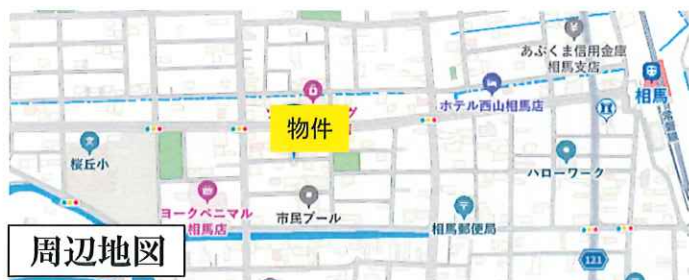 あぶくま信用金庫
相馬支店
相馬
ホテル西山相馬店
物件
桜丘小
ハローワーク
ヨークベニマル
相馬店
市民プール
相馬郵便局
周辺地図
121